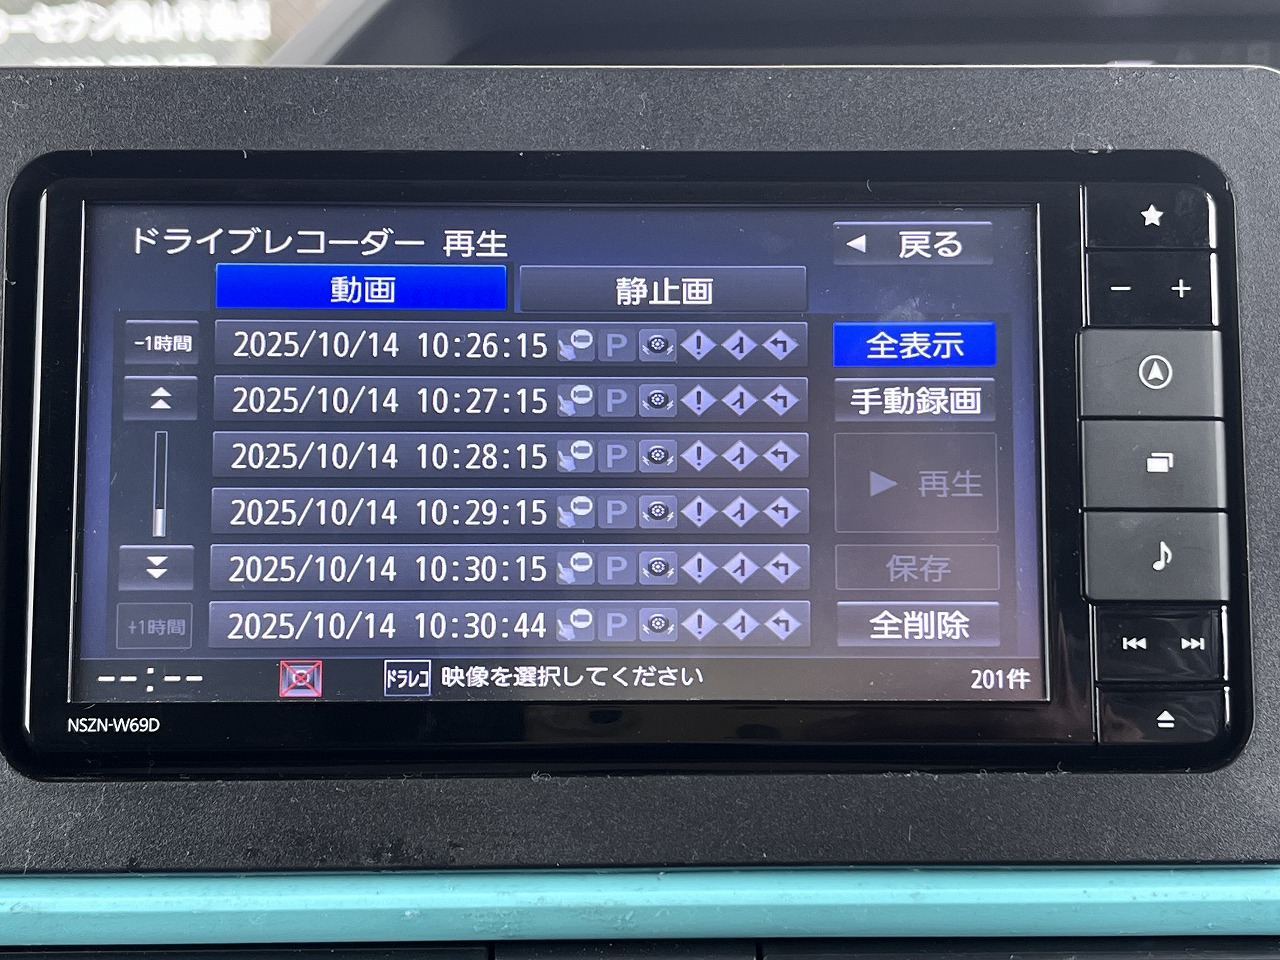 ドライブレコーダー 再生
◀ 戻る
動画 静止画
-1時間
2025/10/14 10:26:15 P
全表示
2025/10/14 10:27:15 P
手動録画
2025/10/14 10:28:15 P
▶ 再生
2025/10/14 10:29:15 P
2025/10/14 10:30:15 P
保存
+1時間
2025/10/14 10:30:44 P
全削除
--:--
ドラレコ 映像を選択してください
201件
NSZN-W69D